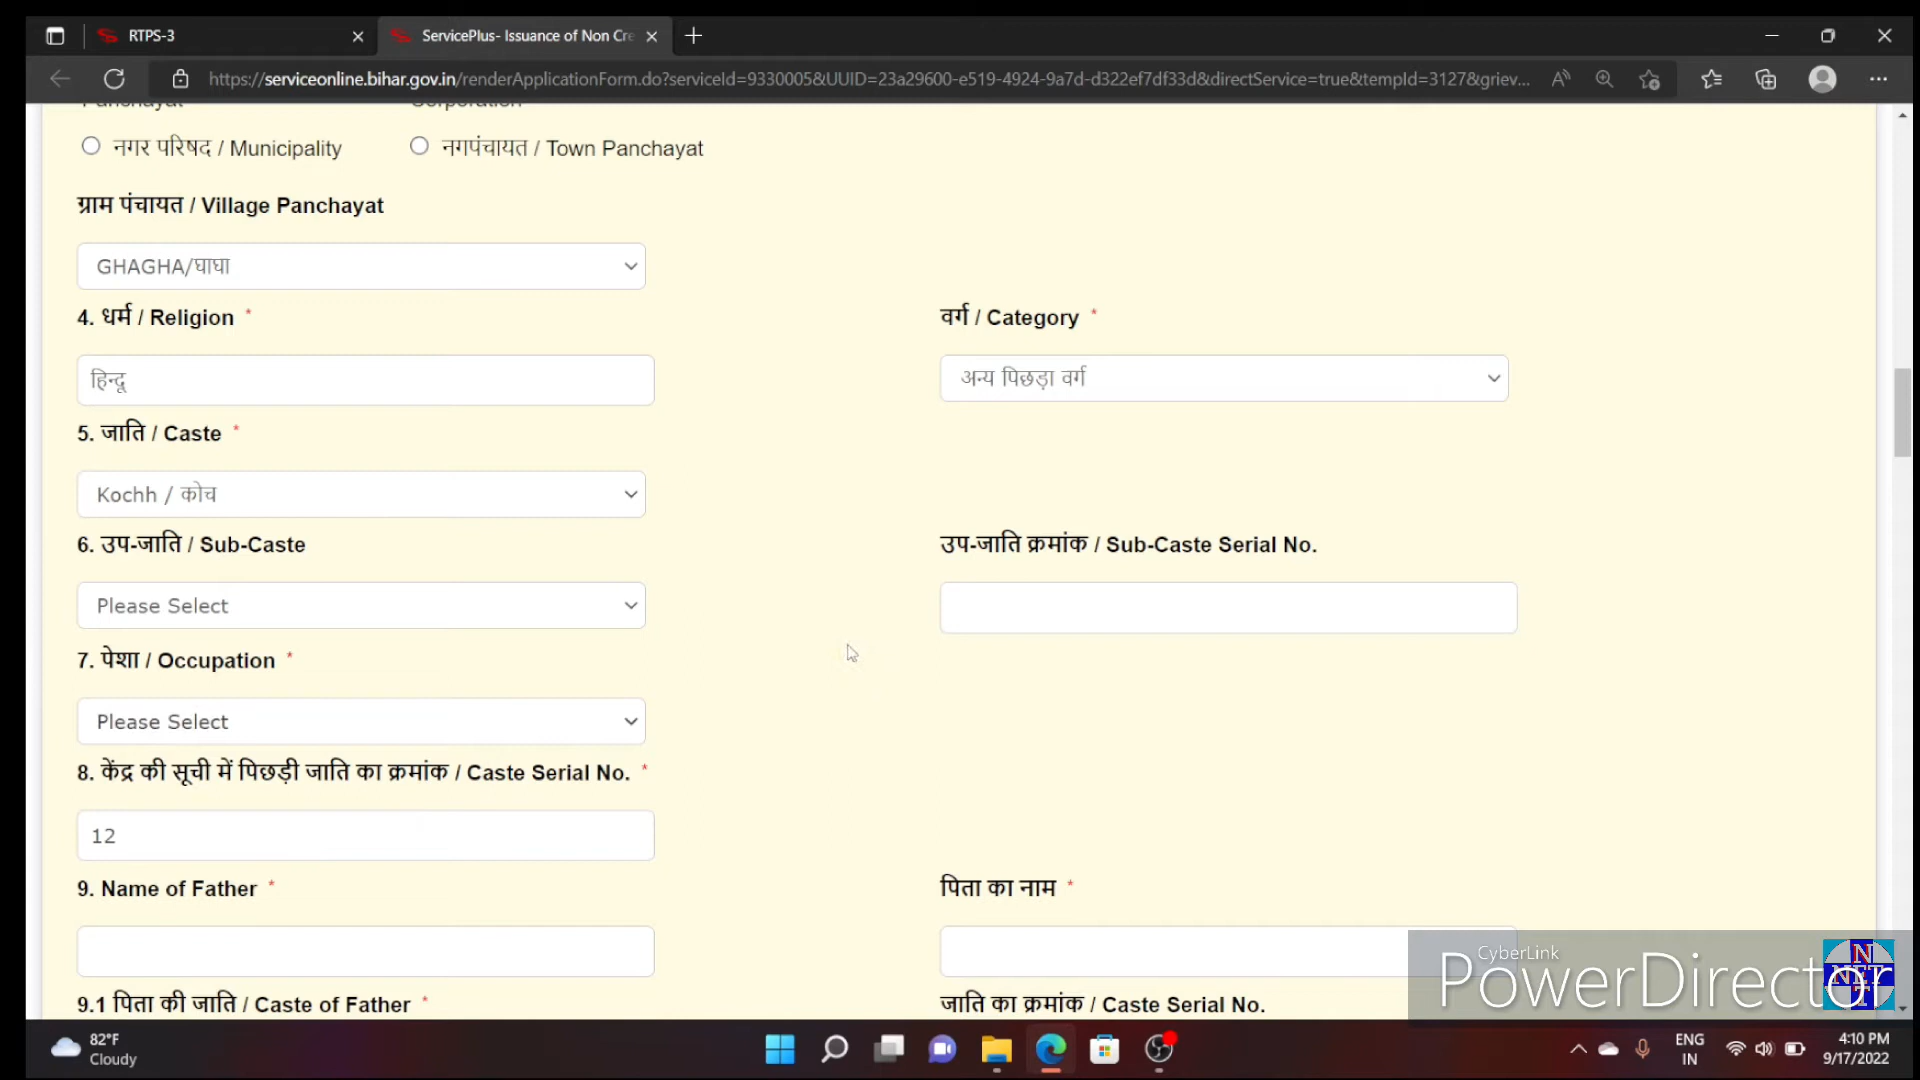 RTPS-3
ServicePlus- Issuance of Non Cre
https://serviceonline.bihar.gov.in/renderApplicationForm.do?serviceId=9330005&UUID=23a29600-e519-4924-9a7d-d322ef7df33d&directService=true&tempId=3127&griev...
Panchayat Corporation
नगर परिषद / Municipality नगपंचायत / Town Panchayat
ग्राम पंचायत / Village Panchayat
GHAGHA/घाघा
4. धर्म / Religion * वर्ग / Category *
हिन्दू अन्य पिछड़ा वर्ग
5. जाति / Caste *
Kochh / कोच
6. उप-जाति / Sub-Caste उप-जाति क्रमांक / Sub-Caste Serial No.
Please Select
7. पेशा / Occupation *
Please Select
8. केंद्र की सूची में पिछड़ी जाति का क्रमांक / Caste Serial No. *
12
9. Name of Father * पिता का नाम *
9.1 पिता की जाति / Caste of Father * जाति का क्रमांक / Caste Serial No.
CyberLink
PowerDirector
N
NET
T
82°F
Cloudy
ENG
IN
4:10 PM
9/17/2022